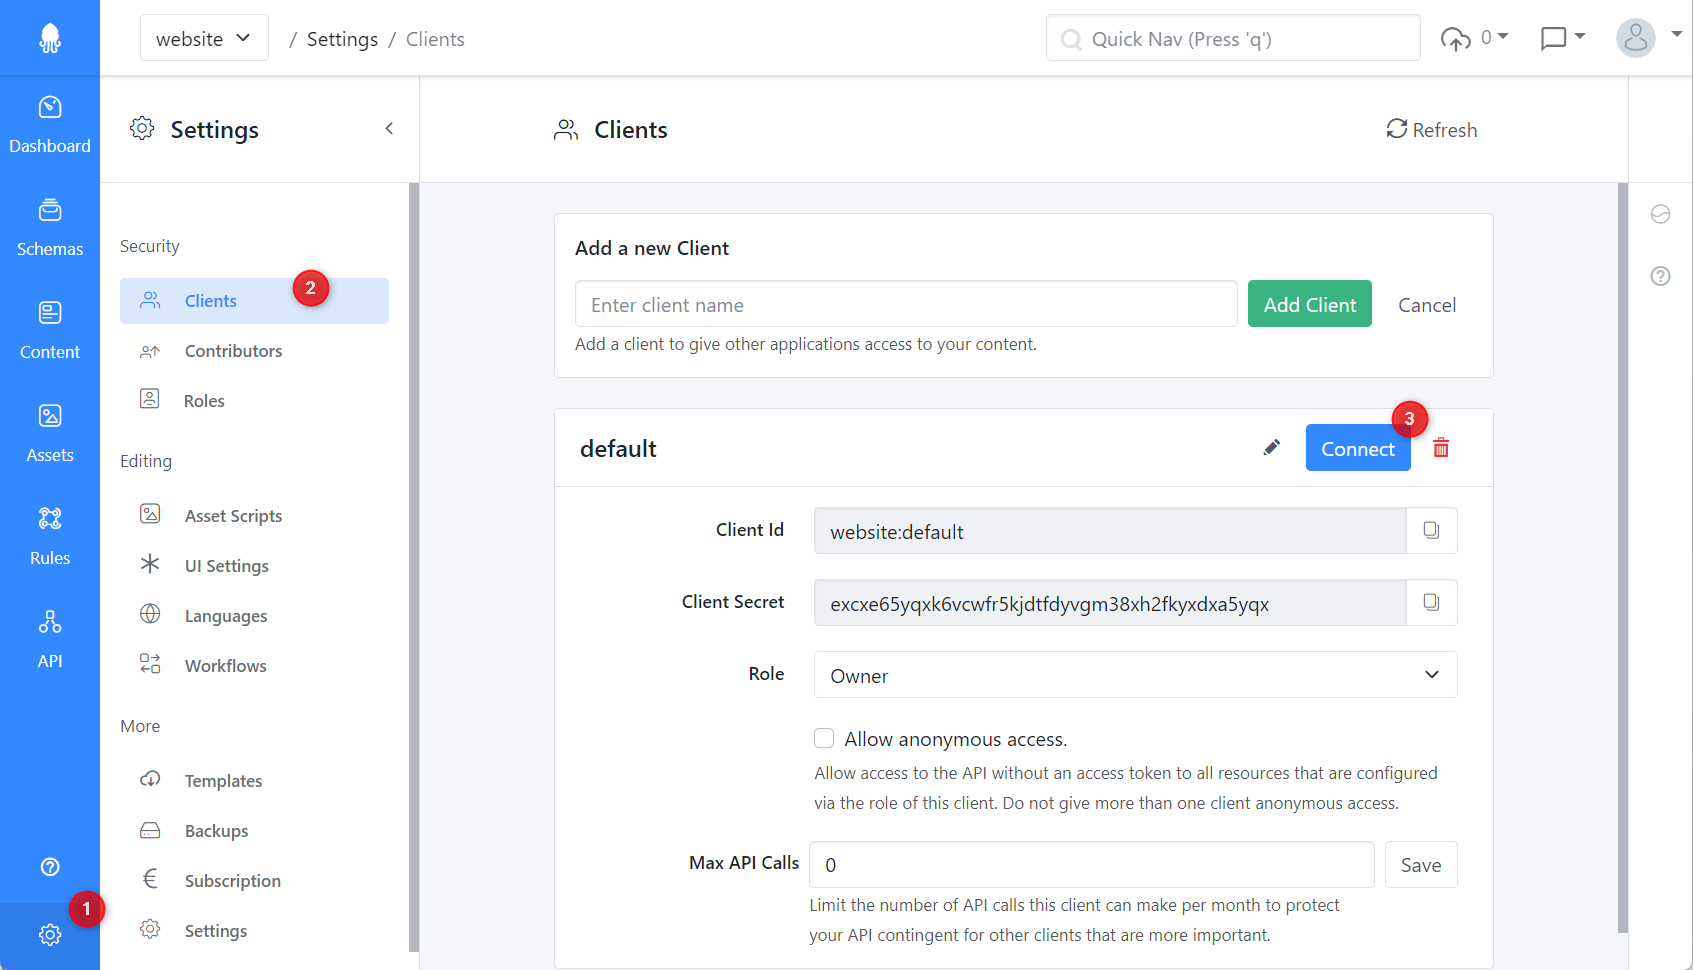 website
/ Settings / Clients
Quick Nav (Press 'q')
0
Dashboard
Schemas
Content
Assets
Rules
API
1
Settings
Security
Clients
2
Contributors
Roles
Editing
Asset Scripts
UI Settings
Languages
Workflows
More
Templates
Backups
Subscription
Settings
Clients
Refresh
Add a new Client
Enter client name
Add Client
Cancel
Add a client to give other applications access to your content.
default
Connect
3
Client Id
website:default
Client Secret
excxe65yqxk6vcwfr5kjdtfdyvgm38xh2fkyxdxa5yqx
Role
Owner
Allow anonymous access.
Allow access to the API without an access token to all resources that are configured
via the role of this client. Do not give more than one client anonymous access.
Max API Calls
0
Save
Limit the number of API calls this client can make per month to protect
your API contingent for other clients that are more important.